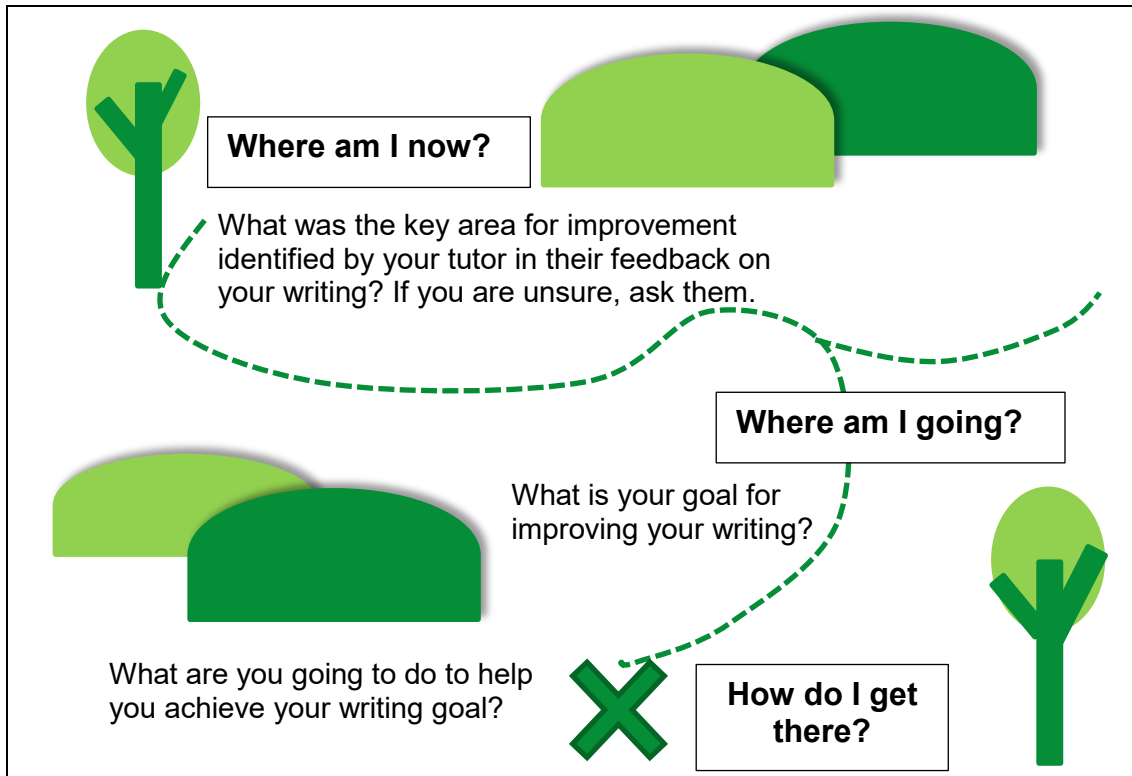 Where am I now?
What was the key area for improvement
identified by your tutor in their feedback on
your writing? If you are unsure, ask them.
Where am I going?
What is your goal for
improving your writing?
What are you going to do to help
you achieve your writing goal?
How do I get
there?